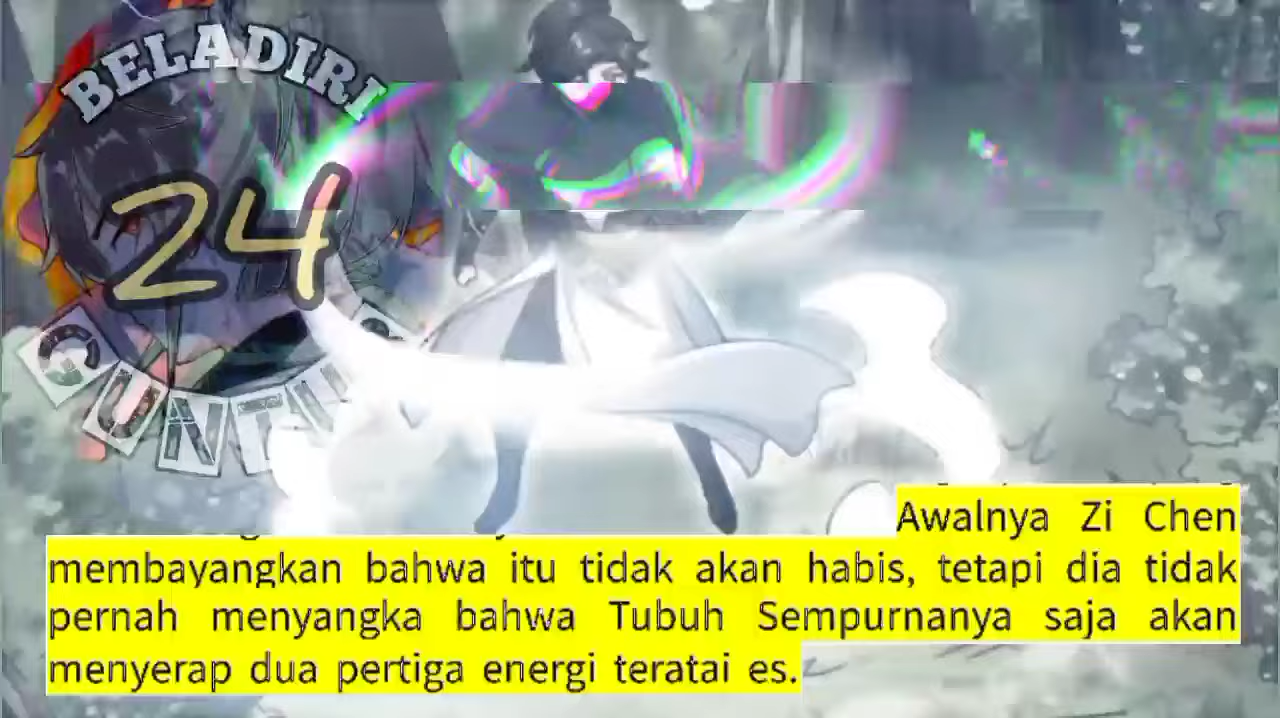 BELADIRI
24
GUNTU
Awalnya Zi Chen
membayangkan bahwa itu tidak akan habis, tetapi dia tidak
pernah menyangka bahwa Tubuh Sempurnanya saja akan
menyerap dua pertiga energi teratai es.